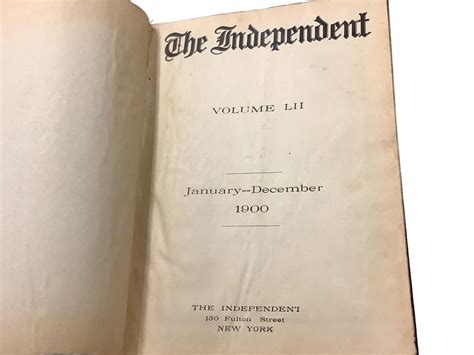 The Independent
VOLUME LII
January--December
1900
THE INDEPENDENT
130 Fulton Street
NEW YORK